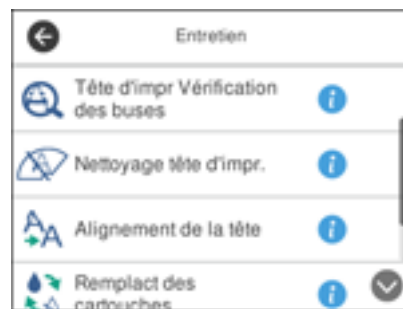 Entretien
Tête d'impr Vérification
des buses
Nettoyage tête d'impr.
Alignement de la tête
Remplact des
cartouches